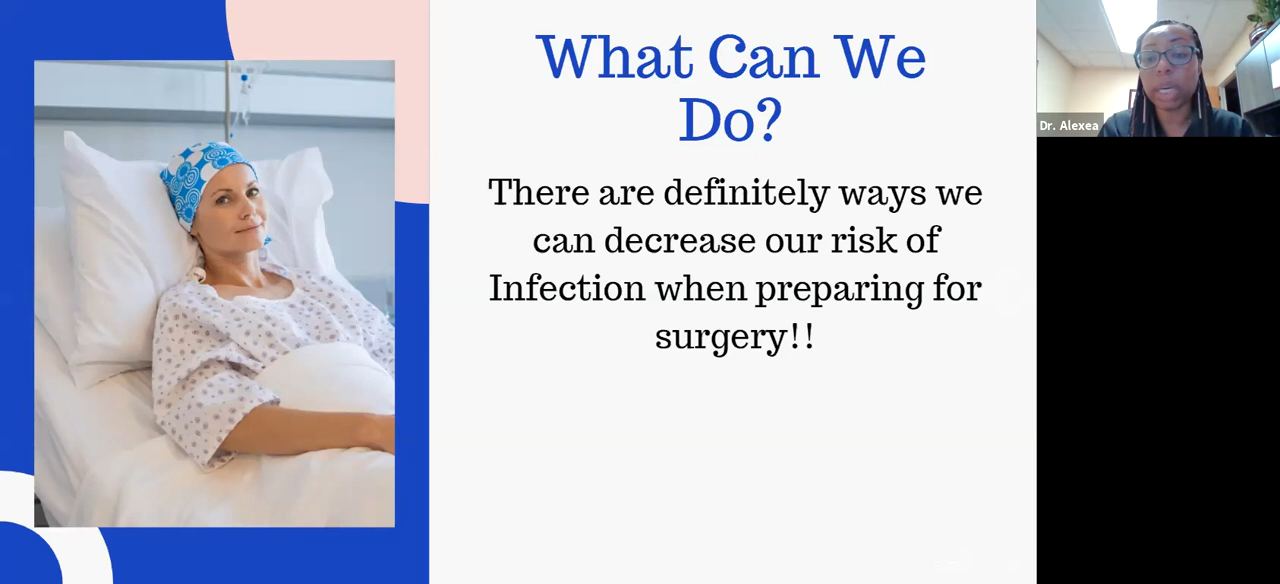 What Can We
Do?
There are definitely ways we
can decrease our risk of
Infection when preparing for
surgery!!
Dr. Alexea